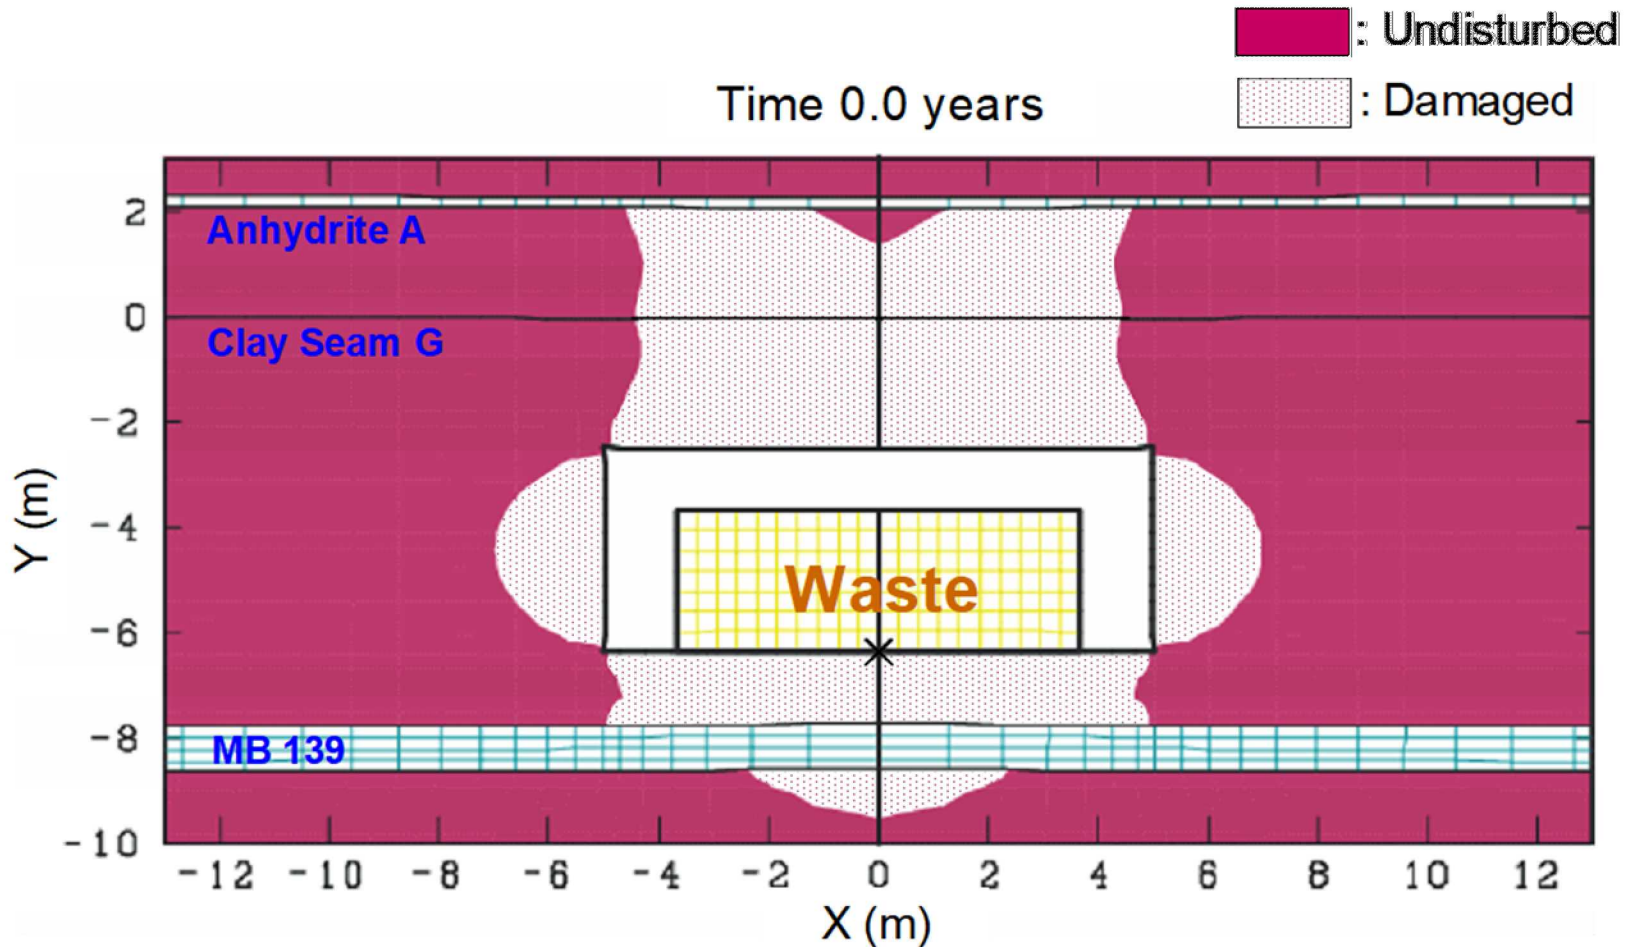 : Undisturbed
: Damaged
Time 0.0 years
Anhydrite A
Clay Seam G
Waste
MB 139
Y (m)
2
0
-2
-4
-6
-8
-10
-12 -10 -8 -6 -4 -2 0 2 4 6 8 10 12
X (m)